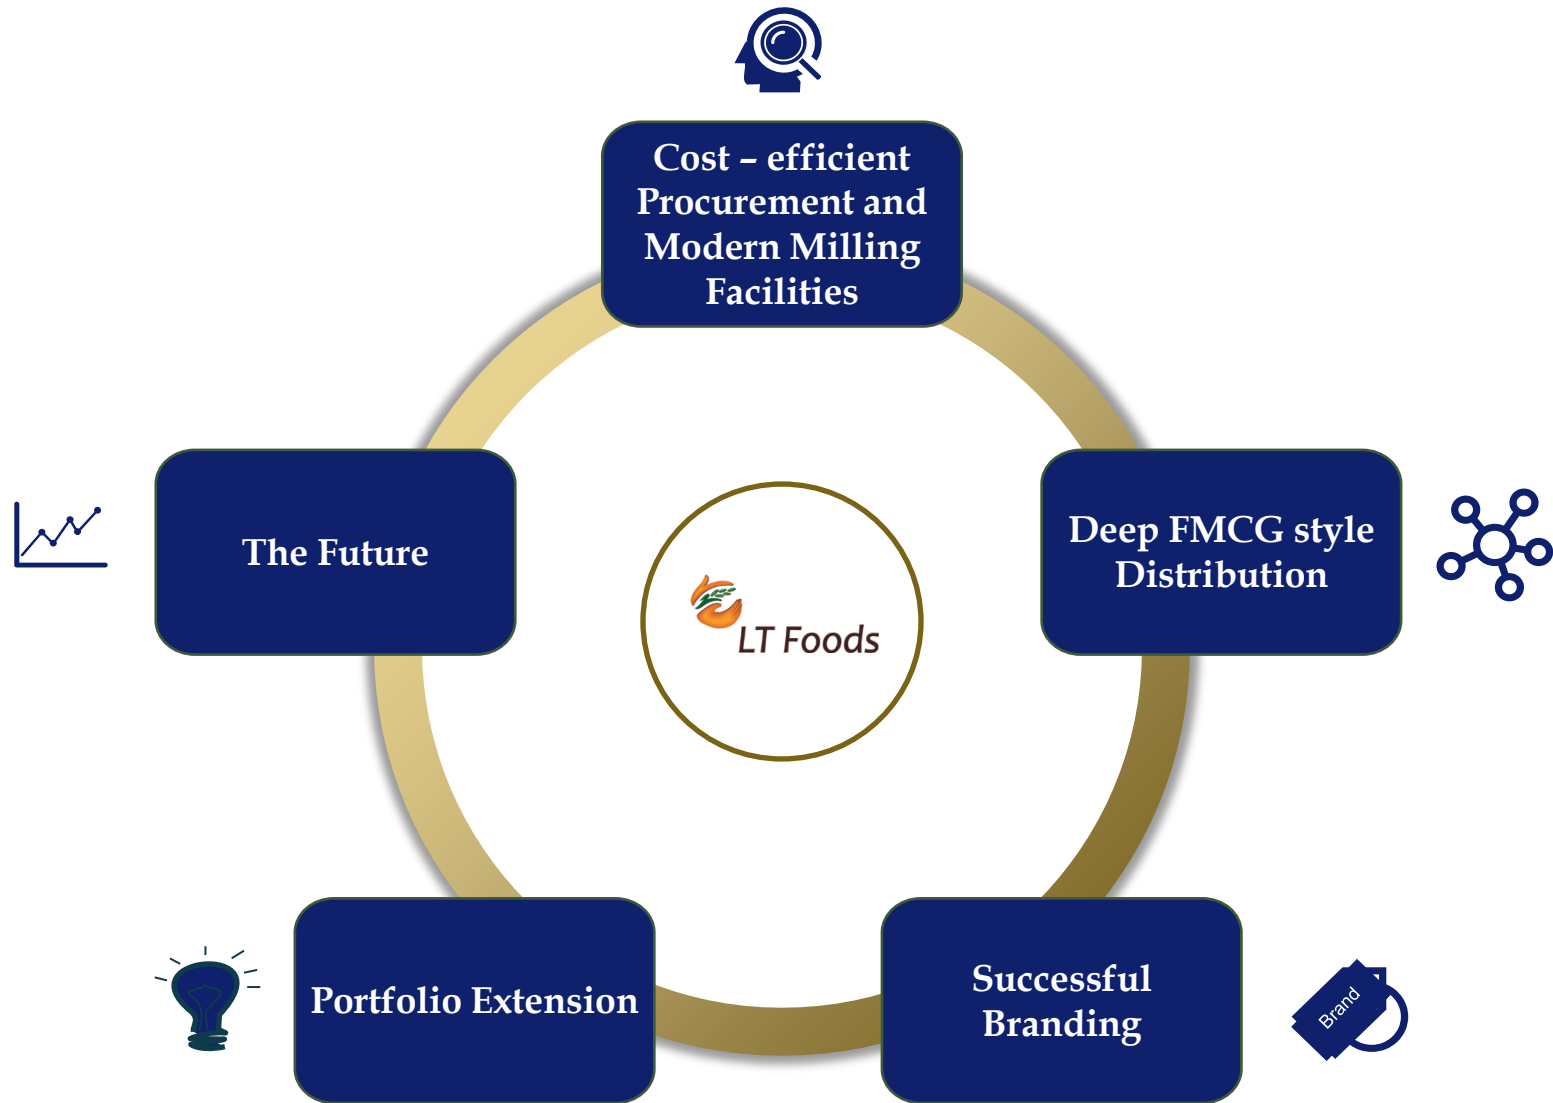 Cost – efficient
Procurement and
Modern Milling
Facilities
The Future
Deep FMCG style
Distribution
LT Foods
Portfolio Extension
Successful
Branding
Brand